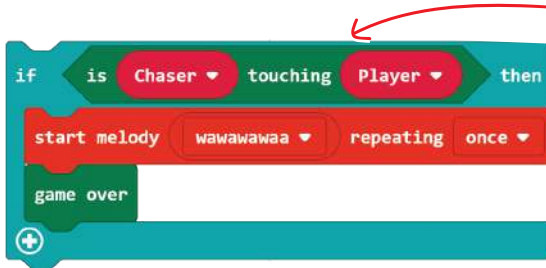 if is Chaser touching Player then
start melody wawawawaa repeating once
game over